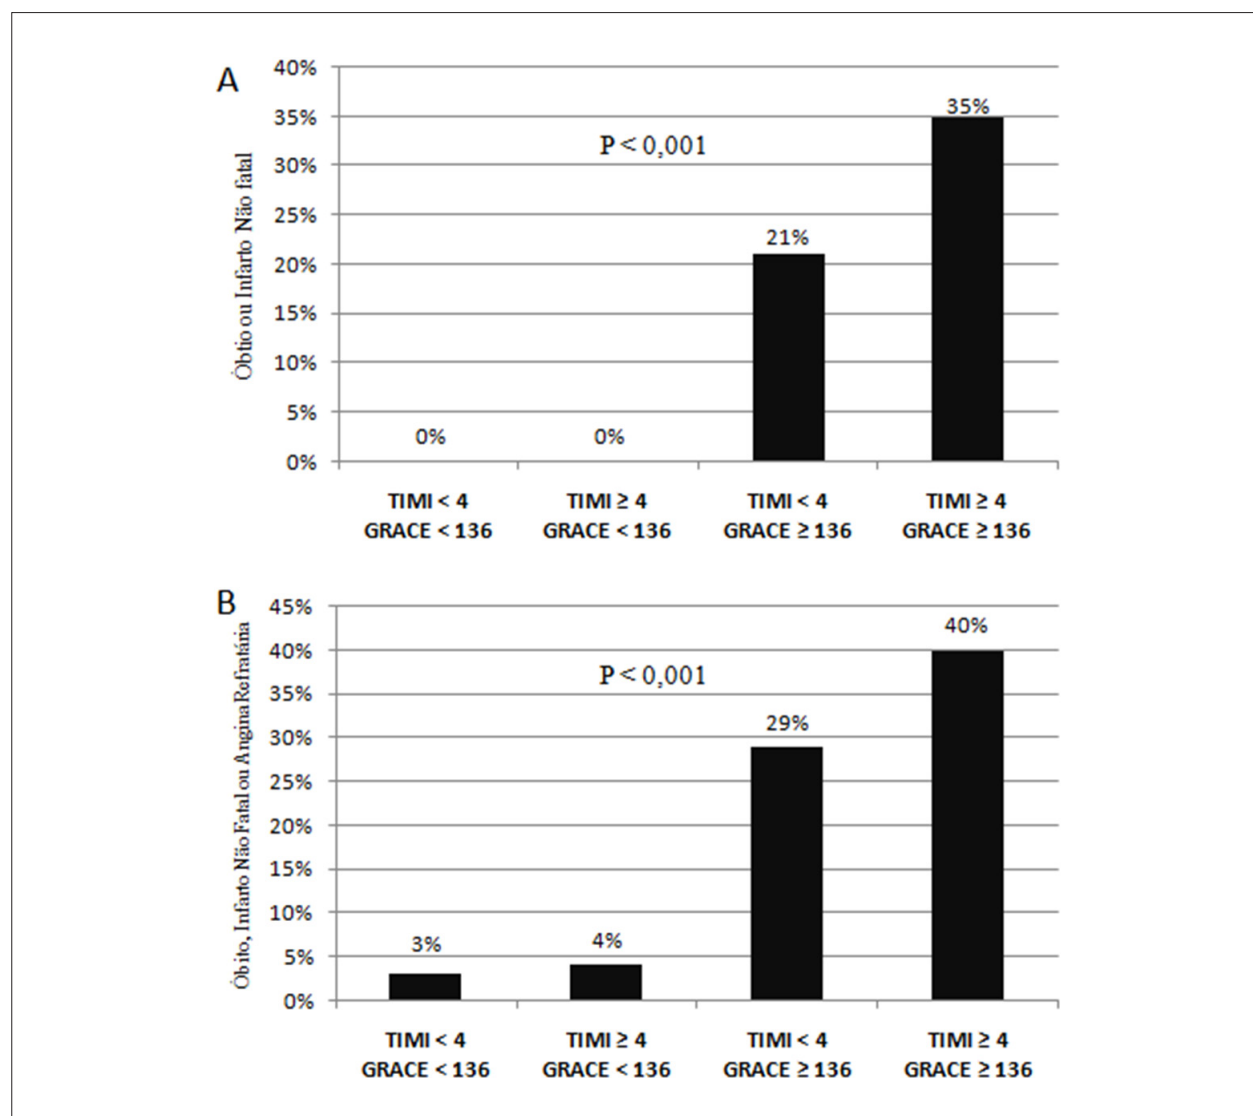 A
40%
35%
30%
25%
20%
15%
10%
5%
0%
Óbtio ou Infarto Não fatal
P < 0,001
0%
0%
21%
35%
TIMI < 4
GRACE < 136
TIMI ≥ 4
GRACE < 136
TIMI < 4
GRACE ≥ 136
TIMI ≥ 4
GRACE ≥ 136
B
45%
40%
35%
30%
25%
20%
15%
10%
5%
0%
Óbito, Infarto Não Fatal ou Angina Refratária
P < 0,001
3%
4%
29%
40%
TIMI < 4
GRACE < 136
TIMI ≥ 4
GRACE < 136
TIMI < 4
GRACE ≥ 136
TIMI ≥ 4
GRACE ≥ 136